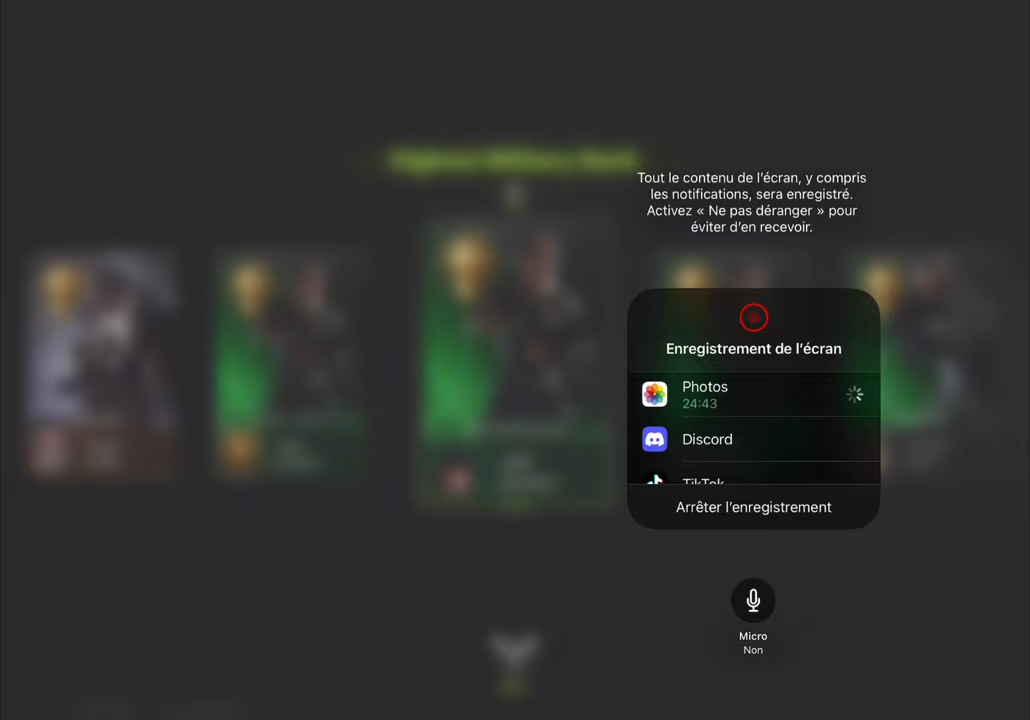 Tout le contenu de l'écran, y compris
les notifications, sera enregistré.
Activez « Ne pas déranger » pour
éviter d'en recevoir.
Enregistrement de l'écran
Photos
24:43
Discord
TikTok
Arrêter l'enregistrement
Micro
Non